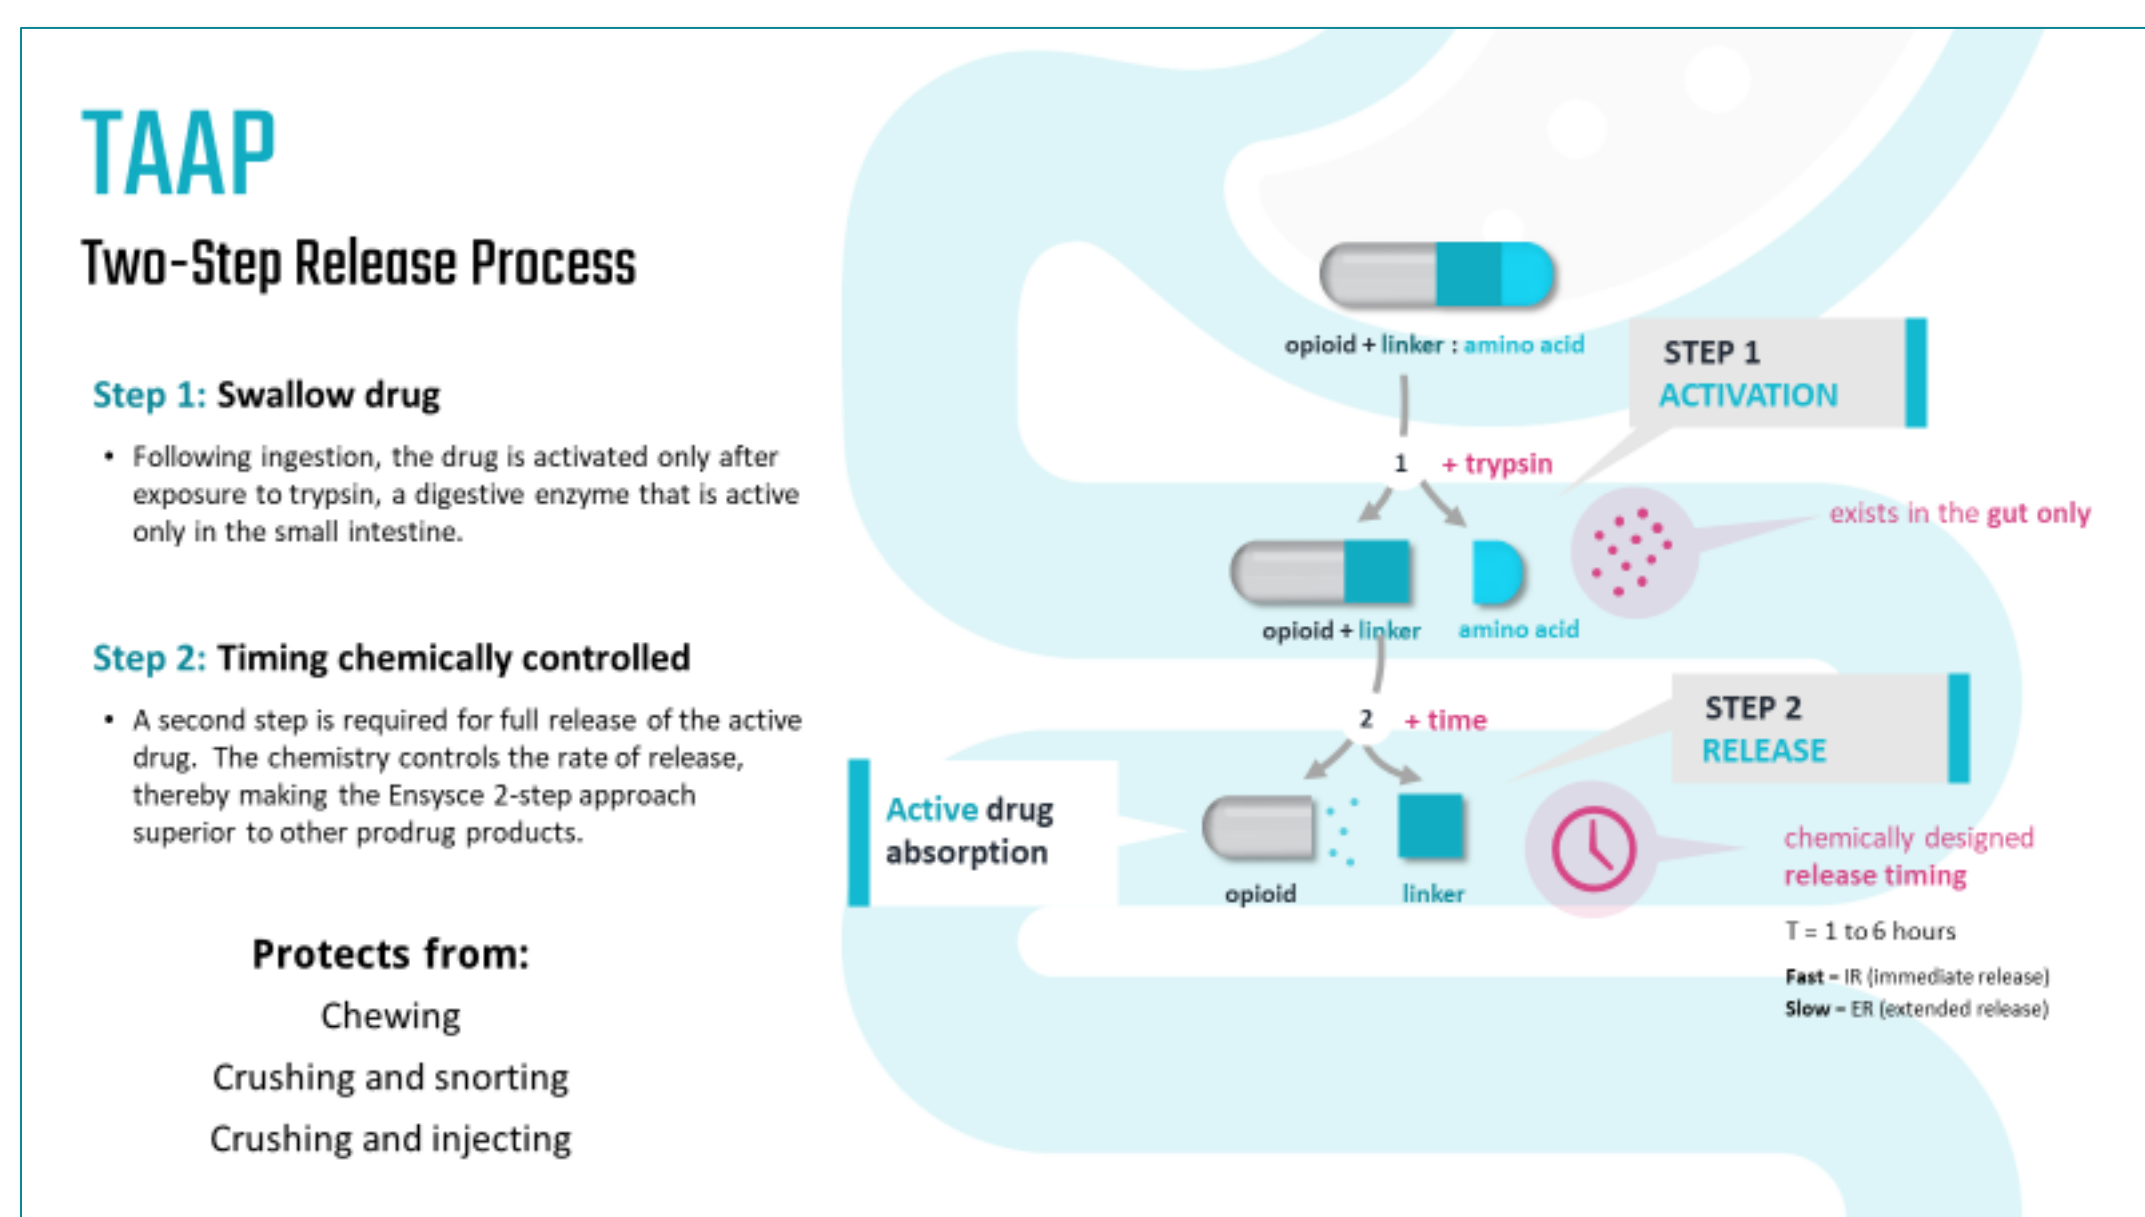 TAAP
Two-Step Release Process
Step 1: Swallow drug
• Following ingestion, the drug is activated only after
exposure to trypsin, a digestive enzyme that is active
only in the small intestine.
Step 2: Timing chemically controlled
• A second step is required for full release of the active
drug.  The chemistry controls the rate of release,
thereby making the Ensysce 2-step approach
superior to other prodrug products.
Protects from:
Chewing
Crushing and snorting
Crushing and injecting
opioid + linker : amino acid
STEP 1
ACTIVATION
1 + trypsin
exists in the gut only
opioid + linker
amino acid
2 + time
STEP 2
RELEASE
Active drug
absorption
opioid
linker
chemically designed
release timing
T = 1 to 6 hours
Fast – IR (immediate release)
Slow – ER (extended release)